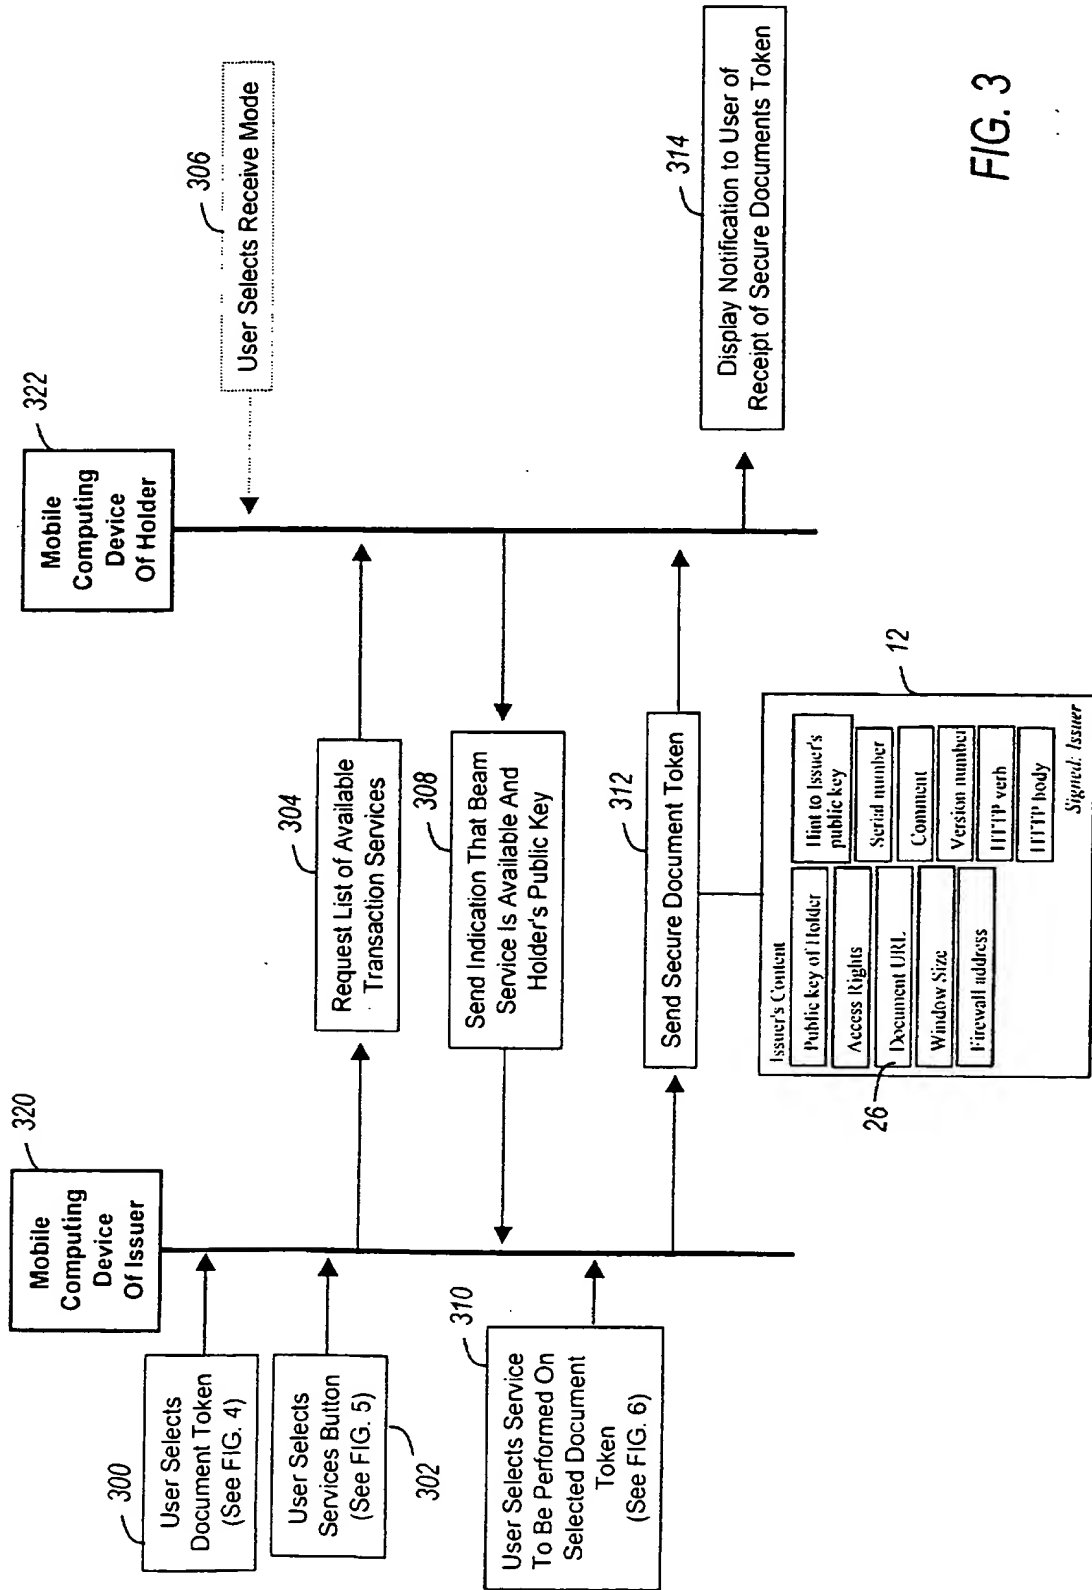 320
Mobile
Computing
Device
Of Issuer
322
Mobile
Computing
Device
Of Holder
300
User Selects
Document Token
(See FIG. 4)
User Selects
Services Button
(See FIG. 5)
302
304
Request List of Available
Transaction Services
306
User Selects Receive Mode
308
Send Indication That Beam
Service Is Available And
Holder's Public Key
310
User Selects Service
To Be Performed On
Selected Document
Token
(See FIG. 6)
312
Send Secure Document Token
314
Display Notification to User of
Receipt of Secure Documents Token
12
Issuer's Content
Public key of Holder
Access Rights
Document URL
Window Size
Firewall address
26
Hint to Issuer's
public key
Serial number
Comment
Version number
HTTP verb
HTTP body
Signed: Issuer
FIG. 3